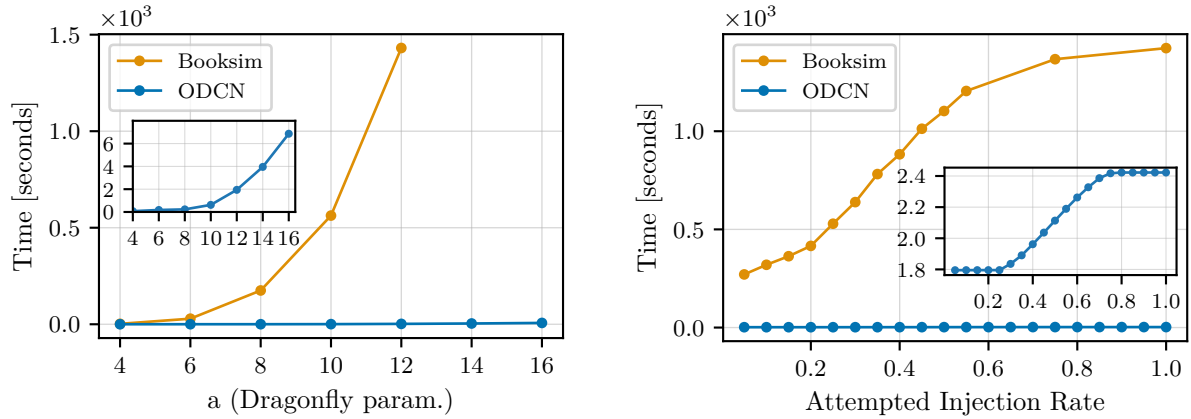 ×10³
1.5
1.0
0.5
0.0
Time [seconds]
Booksim
ODCN
6
4
2
0
4 6 8 10 12 14 16
4 6 8 10 12 14 16
a (Dragonfly param.)
×10³
1.0
0.5
0.0
Time [seconds]
Booksim
ODCN
2.4
2.2
2.0
1.8
0.2 0.4 0.6 0.8 1.0
0.2 0.4 0.6 0.8 1.0
Attempted Injection Rate